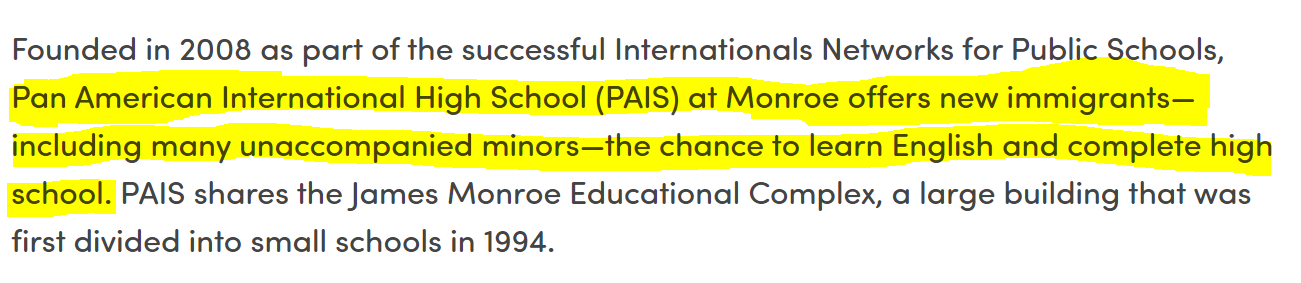 Founded in 2008 as part of the successful Internationals Networks for Public Schools,
Pan American International High School (PAIS) at Monroe offers new immigrants—
including many unaccompanied minors—the chance to learn English and complete high
school. PAIS shares the James Monroe Educational Complex, a large building that was
first divided into small schools in 1994.